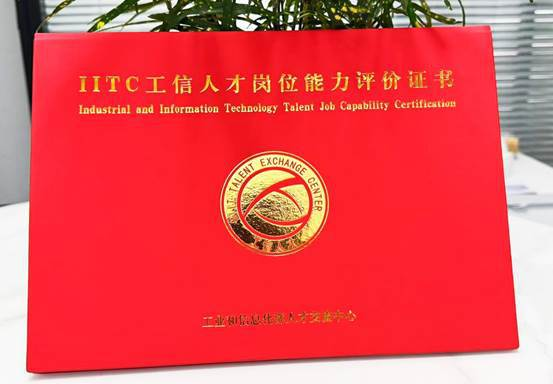 IITC工信人才岗位能力评价证书
Industrial and Information Technology Talent Job Capability Certification
MIIT TALENT EXCHANGE CENTER
工业和信息化部人才交流中心